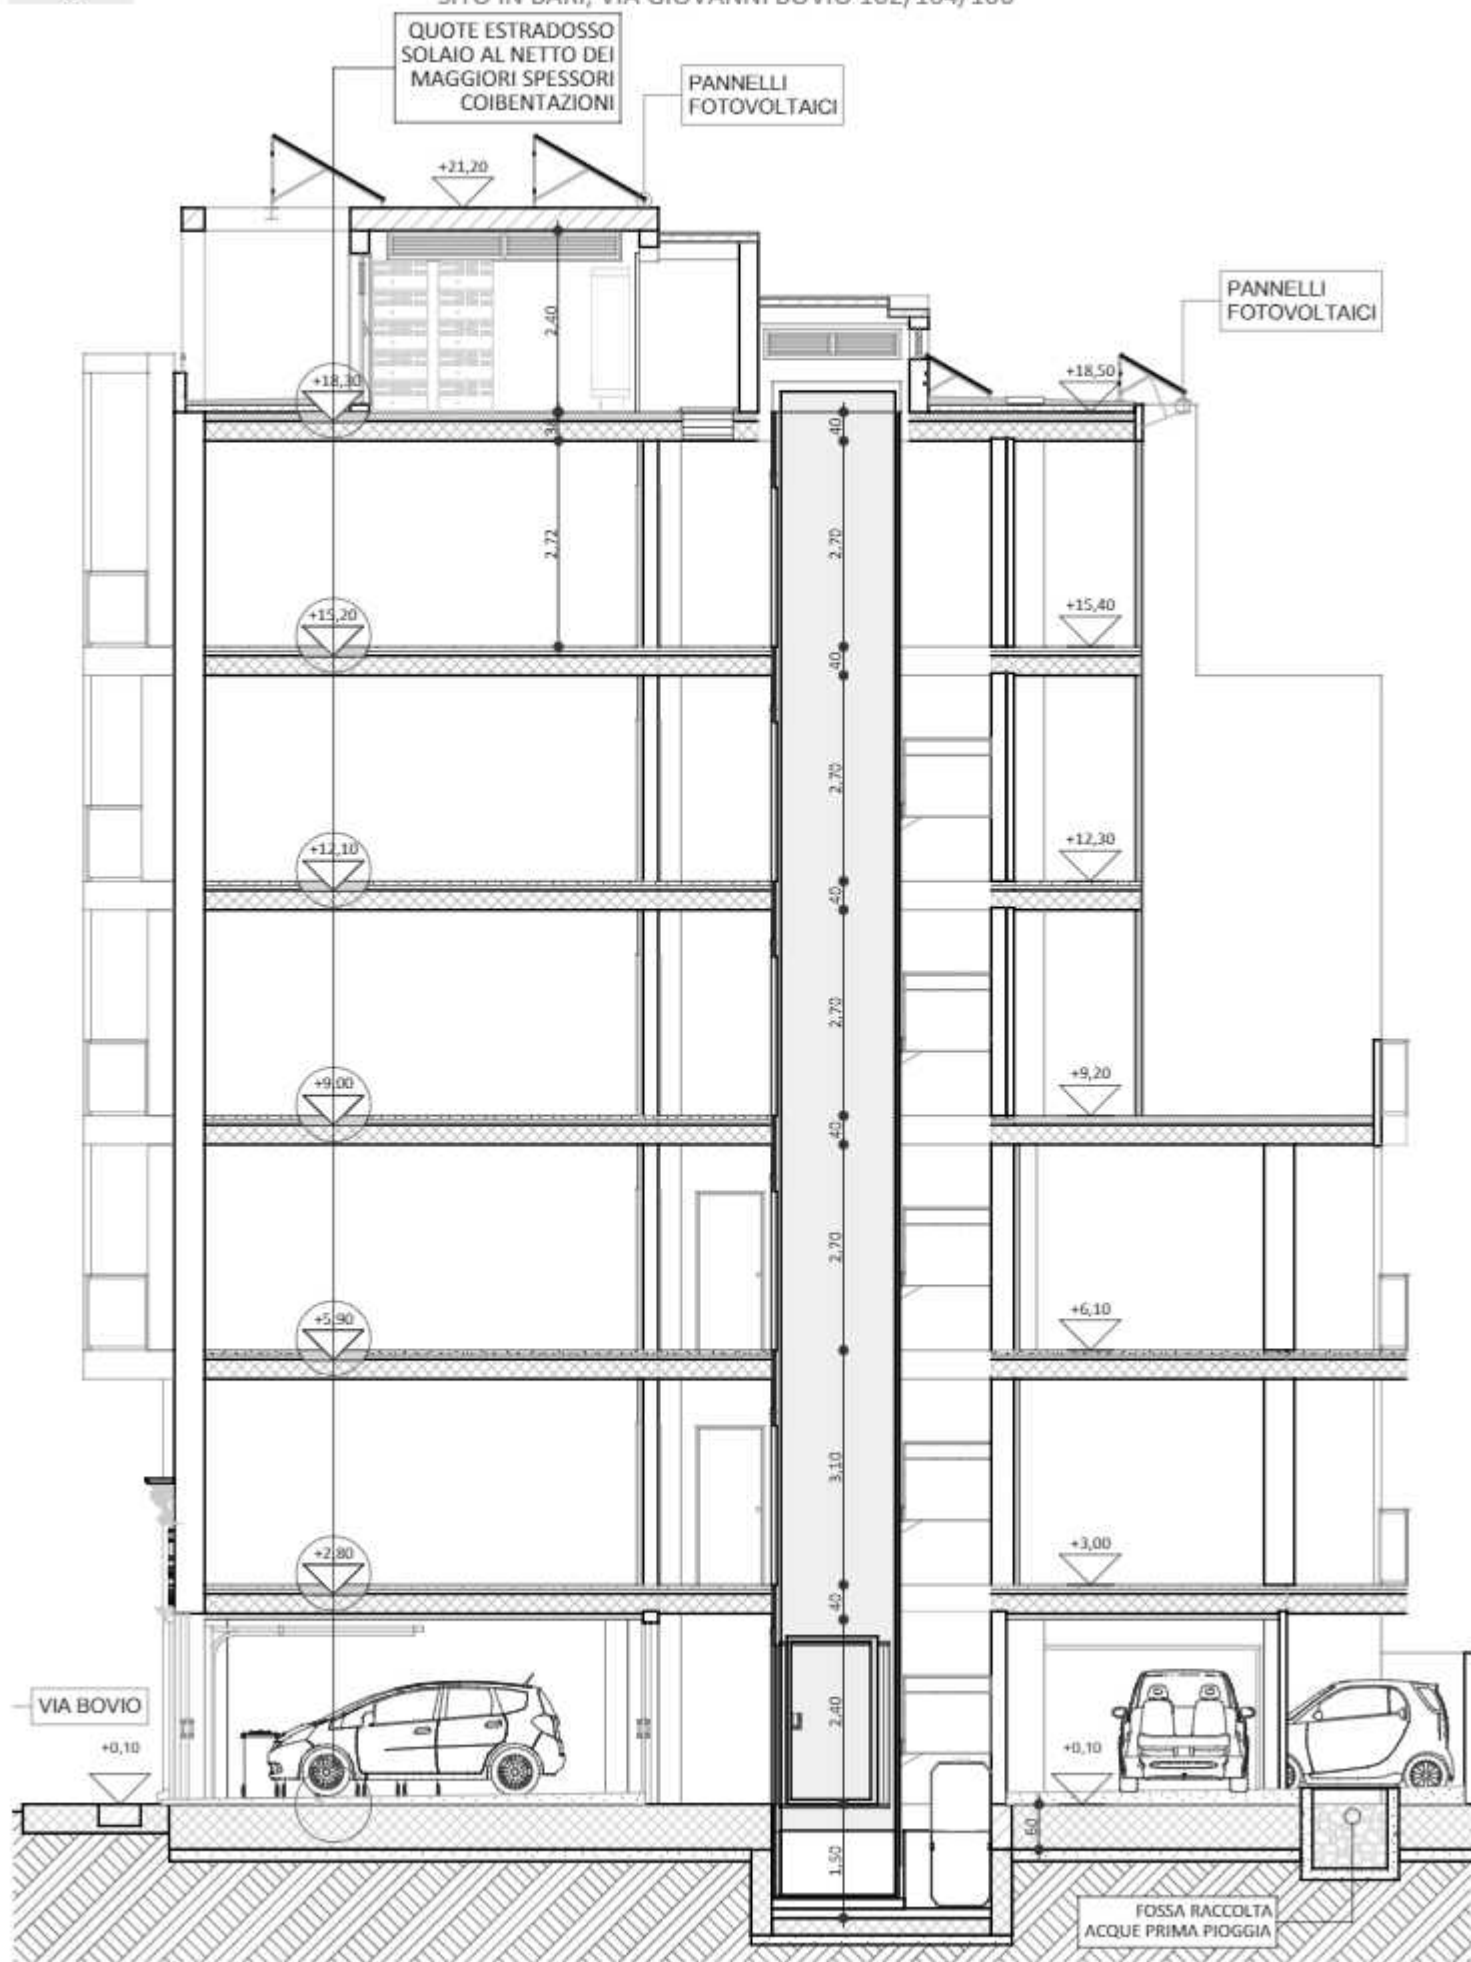 QUOTE ESTRADOSSO
SOLAIO AL NETTO DEI
MAGGIORI SPESSORI
COIBENTAZIONI
PANNELLI
FOTOVOLTAICI
+21,20
PANNELLI
FOTOVOLTAICI
2.40
+18,30
+18,50
40
2.72
2.70
+15,20
+15,40
40
2.70
+12,10
+12,30
40
2.70
+9,00
+9,20
40
2.70
+5,90
+6,10
3.10
+2,80
+3,00
40
VIA BOVIO
+0,10
2.40
+0,10
60
1.50
FOSSA RACCOLTA
ACQUE PRIMA PIOGGIA